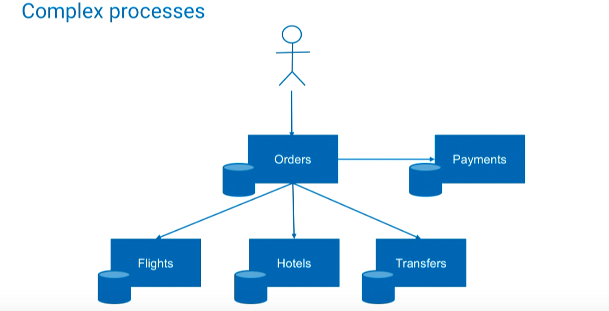 Complex processes
Orders
Payments
Flights
Hotels
Transfers